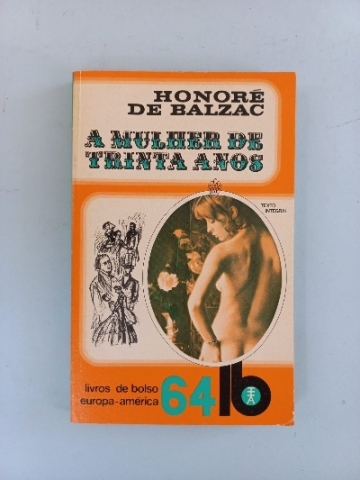 HONORÉ
DE BALZAC
A MULHER DE
TRINTA ANOS
TEXTO
INTEGRAL
livros de bolso
europa-américa
64
lb